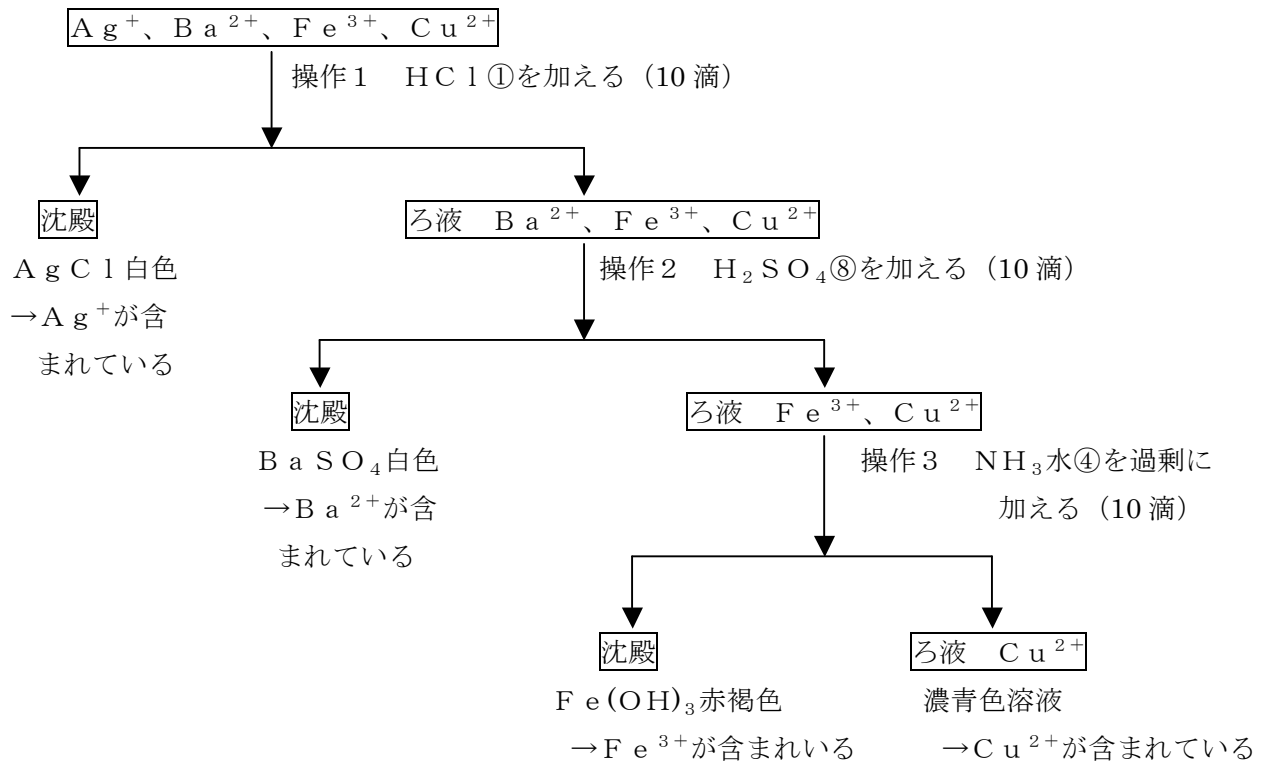 Ａｇ⁺、Ｂａ²⁺、Ｆｅ³⁺、Ｃｕ²⁺
操作１　ＨＣｌ①を加える（10 滴）
沈殿
ろ液　Ｂａ²⁺、Ｆｅ³⁺、Ｃｕ²⁺
ＡｇＣｌ白色
→Ａｇ⁺が含
まれている
操作２　Ｈ₂ＳＯ₄⑧を加える（10 滴）
沈殿
ろ液　Ｆｅ³⁺、Ｃｕ²⁺
ＢａＳＯ₄白色
→Ｂａ²⁺が含
まれている
操作３　ＮＨ₃水④を過剰に
加える（10 滴）
沈殿
ろ液　Ｃｕ²⁺
Ｆｅ(ＯＨ)₃赤褐色
→Ｆｅ³⁺が含まれいる
濃青色溶液
→Ｃｕ²⁺が含まれている